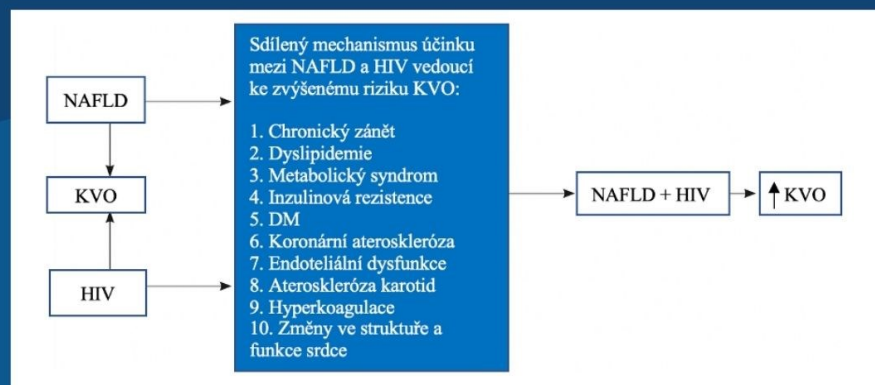 NAFLD
KVO
HIV
Sdílený mechanismus účinku
mezi NAFLD a HIV vedoucí
ke zvýšenému riziku KVO:
1. Chronický zánět
2. Dyslipidemie
3. Metabolický syndrom
4. Inzulinová rezistence
5. DM
6. Koronární ateroskleróza
7. Endoteliální dysfunkce
8. Ateroskleróza karotid
9. Hyperkoagulace
10. Změny ve struktuře a
funkce srdce
NAFLD + HIV
↑ KVO